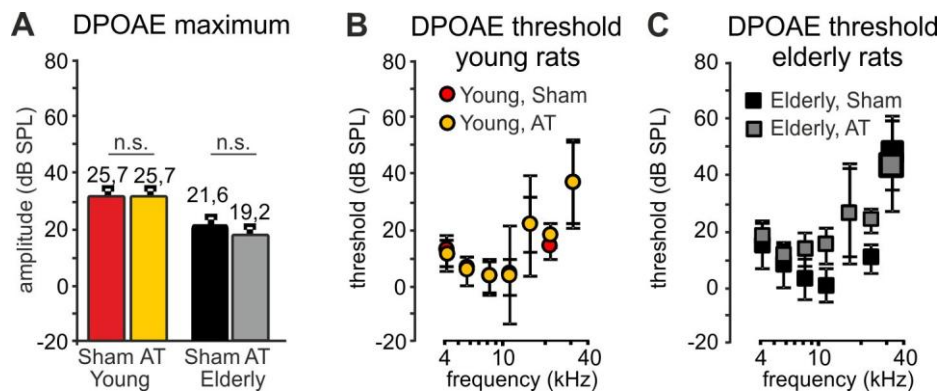 A DPOAE maximum
80
60
40
20
0
-20
amplitude (dB SPL)
n.s.
n.s.
25,7 25,7
21,6
19,2
Sham AT Sham AT
Young Elderly
B DPOAE threshold
young rats
80
60
40
20
0
-20
threshold (dB SPL)
Young, Sham
Young, AT
4 10 40
frequency (kHz)
C DPOAE threshold
elderly rats
80
60
40
20
0
-20
threshold (dB SPL)
Elderly, Sham
Elderly, AT
4 10 40
frequency (kHz)